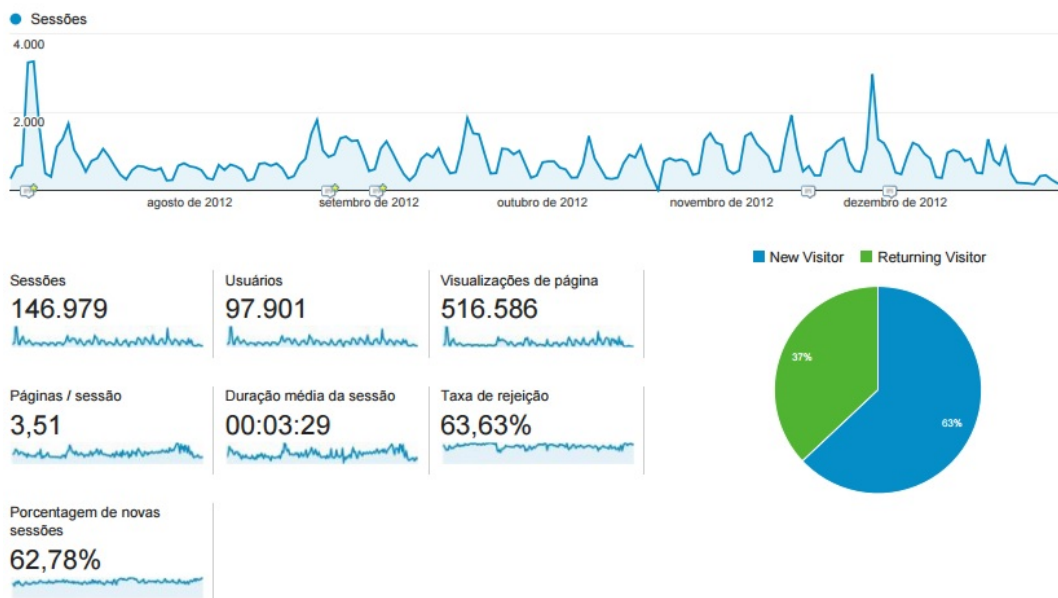 Sessões
4.000
2.000
agosto de 2012
setembro de 2012
outubro de 2012
novembro de 2012
dezembro de 2012
New Visitor
Returning Visitor
Sessões
146.979
Usuários
97.901
Visualizações de página
516.586
37%
63%
Páginas / sessão
3,51
Duração média da sessão
00:03:29
Taxa de rejeição
63,63%
Porcentagem de novas
sessões
62,78%